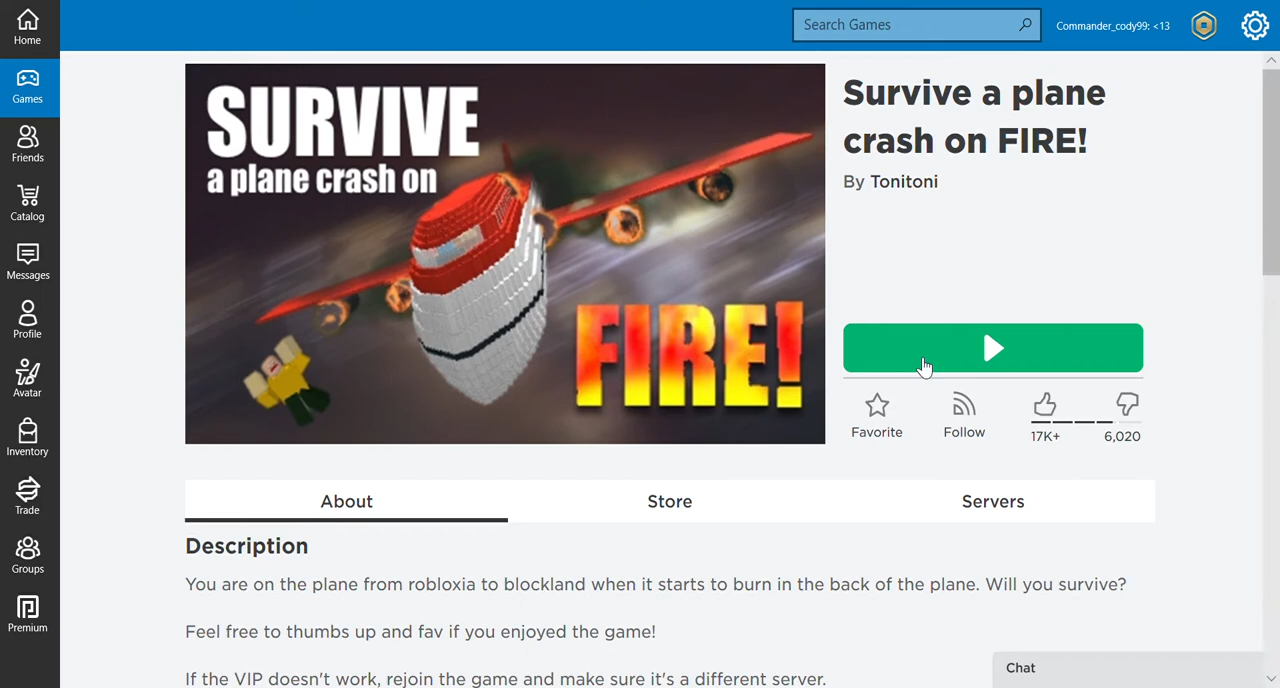 Home
Games
Friends
Catalog
Messages
Profile
Avatar
Inventory
Trade
Groups
Premium
Search Games
Commander_cody99: <13
SURVIVE
a plane crash on
FIRE!
Survive a plane
crash on FIRE!
By Tonitoni
Favorite
Follow
17K+
6,020
About
Store
Servers
Description
You are on the plane from robloxia to blockland when it starts to burn in the back of the plane. Will you survive?
Feel free to thumbs up and fav if you enjoyed the game!
If the VIP doesn't work, rejoin the game and make sure it's a different server.
Chat